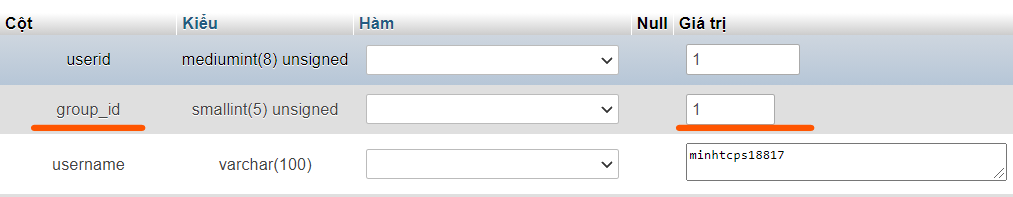 Cột Kiểu Hàm Null Giá trị
userid mediumint(8) unsigned 1
group_id smallint(5) unsigned 1
username varchar(100) minhtcps18817